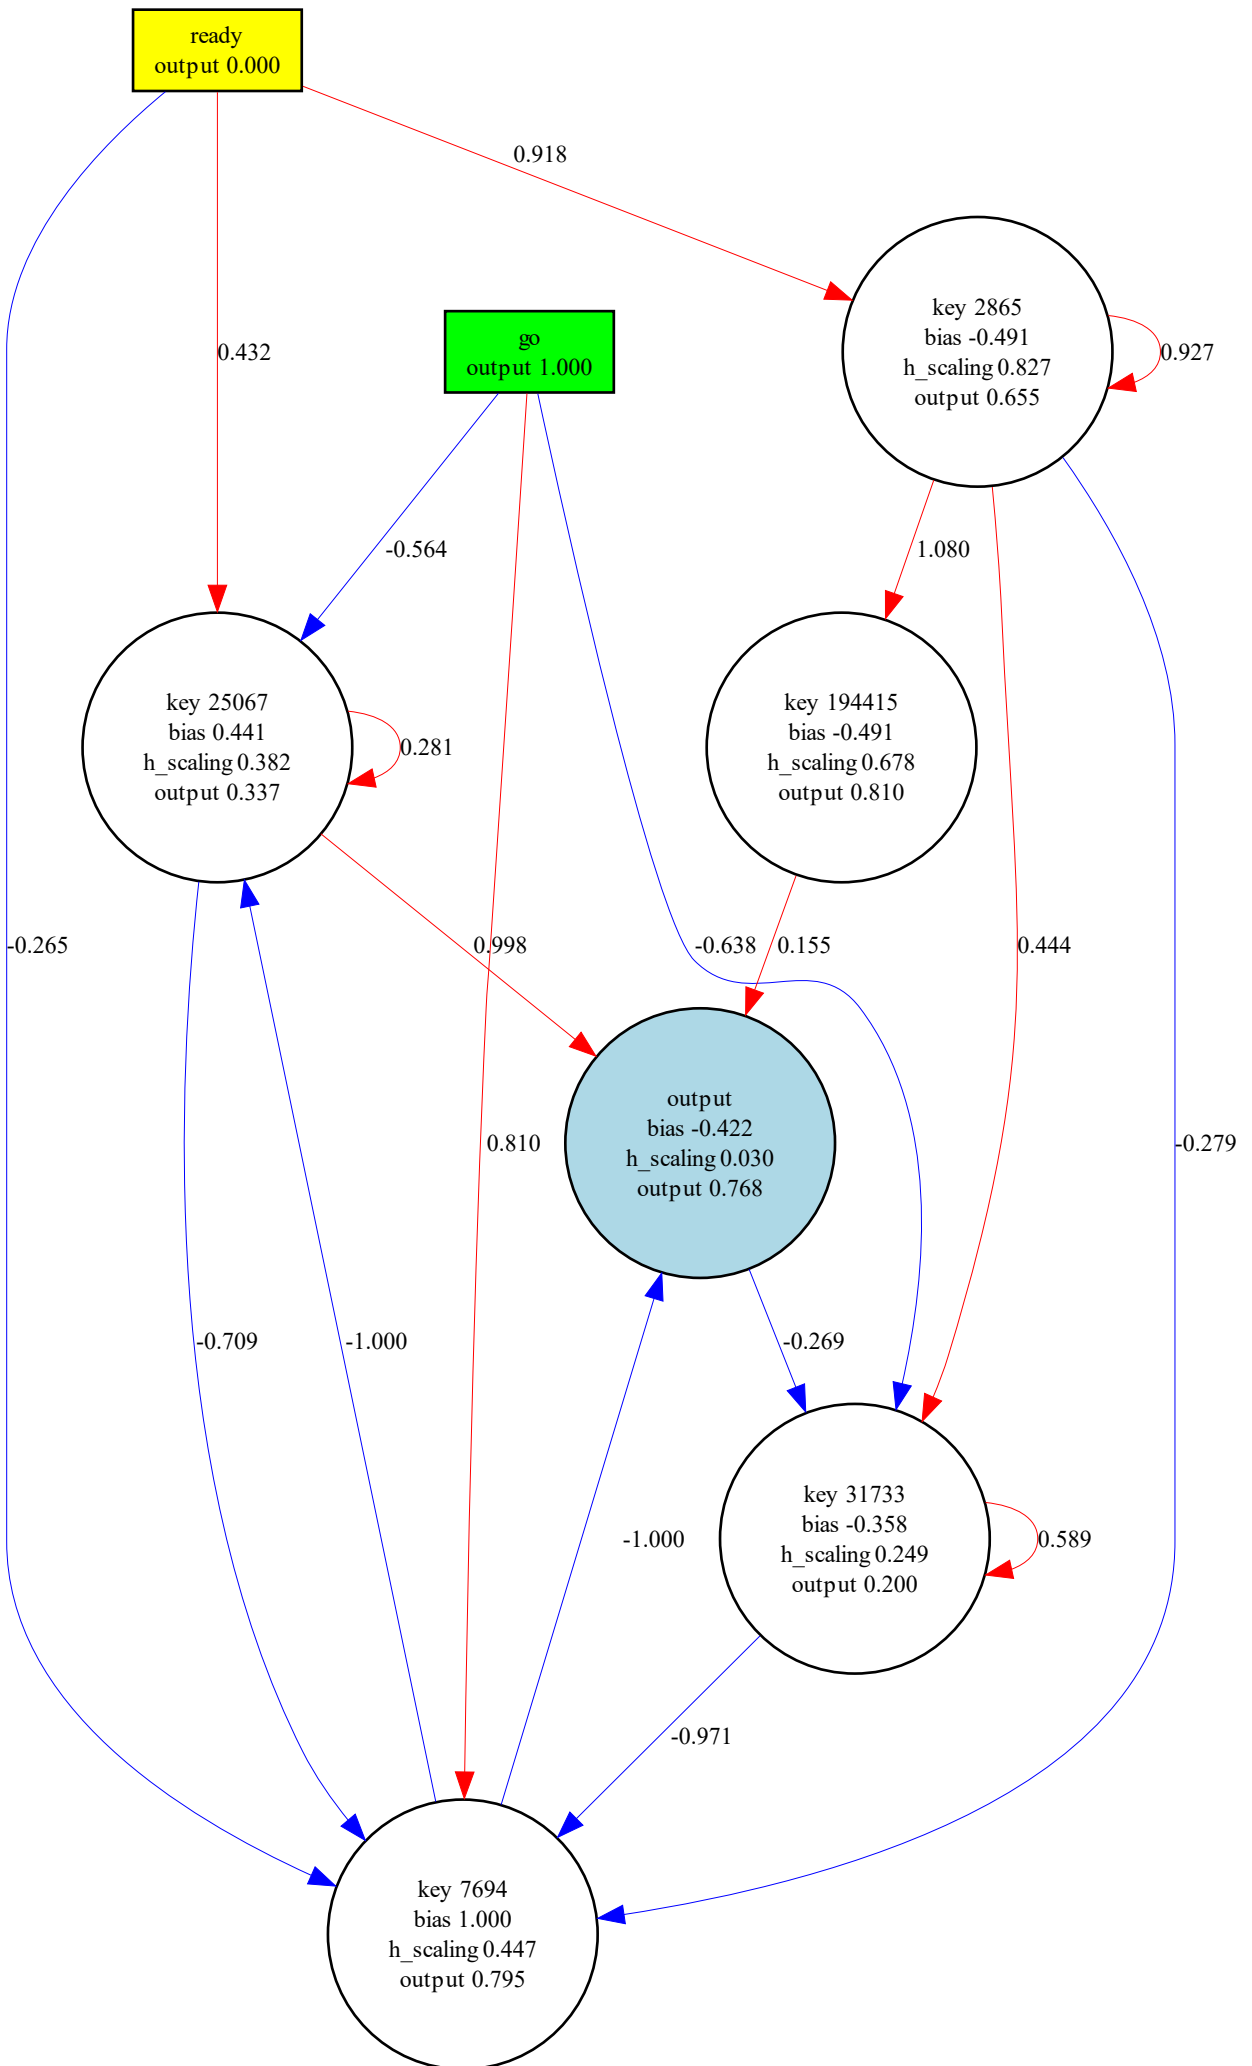 ready
output 0.000
0.918
key 2865
bias -0.491
h_scaling 0.827
output 0.655
0.927
go
output 1.000
0.432
-0.564
1.080
key 25067
bias 0.441
h_scaling 0.382
output 0.337
0.281
key 194415
bias -0.491
h_scaling 0.678
output 0.810
-0.265
0.998
-0.638
0.155
0.444
output
bias -0.422
h_scaling 0.030
output 0.768
0.810
-0.279
-0.709
-1.000
-0.269
key 31733
bias -0.358
h_scaling 0.249
output 0.200
-1.000
0.589
-0.971
key 7694
bias 1.000
h_scaling 0.447
output 0.795